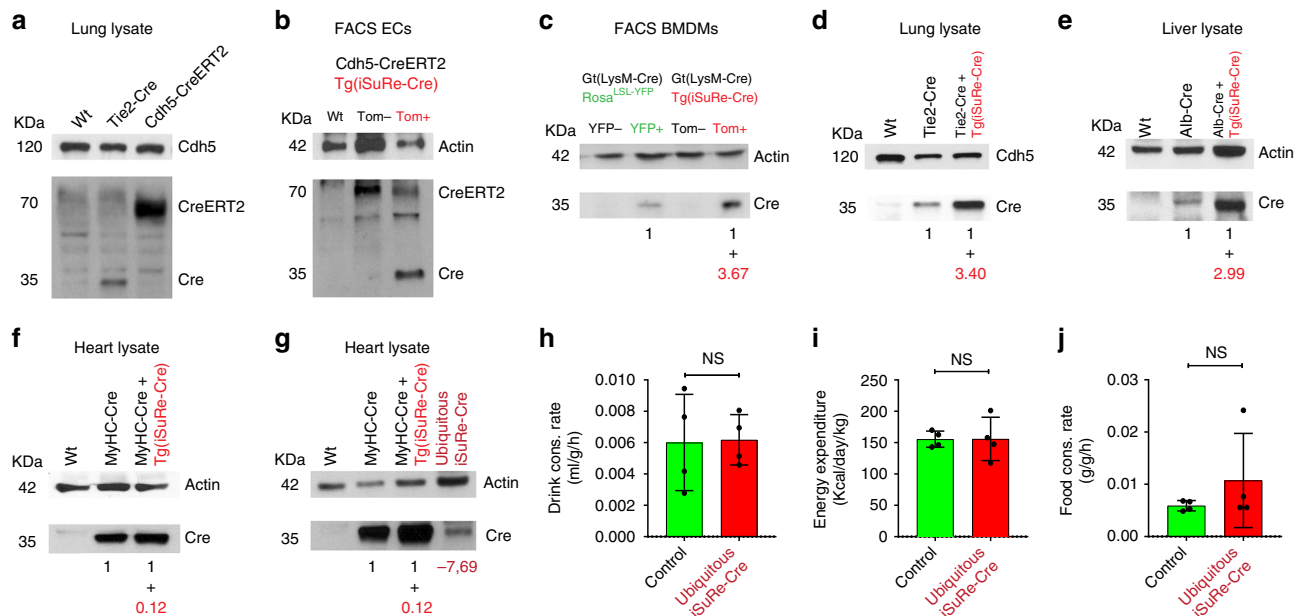 a
Lung lysate
Wt
Tie2-Cre
Cdh5-CreERT2
KDa
120
Cdh5
70
CreERT2
35
Cre
b
FACS ECs
Cdh5-CreERT2
Tg(iSuRe-Cre)
KDa
Wt Tom– Tom+
42
Actin
70
CreERT2
35
Cre
c
FACS BMDMs
Gt(LysM-Cre) Gt(LysM-Cre)
Rosa^LSL-YFP Tg(iSuRe-Cre)
KDa
YFP– YFP+ Tom– Tom+
42
Actin
35
Cre
1 1
+
3.67
d
Lung lysate
Wt
Tie2-Cre
Tie2-Cre +
Tg(iSuRe-Cre)
KDa
120
Cdh5
35
Cre
1 1
+
3.40
e
Liver lysate
Wt
Alb-Cre
Alb-Cre +
Tg(iSuRe-Cre)
KDa
42
Actin
35
Cre
1 1
+
2.99
f
Heart lysate
Wt
MyHC-Cre
MyHC-Cre +
Tg(iSuRe-Cre)
KDa
42
Actin
35
Cre
1 1
+
0.12
g
Heart lysate
Wt
MyHC-Cre
MyHC-Cre +
Tg(iSuRe-Cre)
Ubiquitous
iSuRe-Cre
KDa
42
Actin
35
Cre
1 1 –7,69
+
0.12
h
NS
Drink cons. rate
(ml/g/h)
0.010
0.008
0.006
0.004
0.002
0.000
Control
Ubiquitous
iSuRe-Cre
i
NS
Energy expenditure
(Kcal/day/kg)
250
200
150
100
50
0
Control
Ubiquitous
iSuRe-Cre
j
NS
Food cons. rate
(g/g/h)
0.03
0.02
0.01
0.00
Control
Ubiquitous
iSuRe-Cre